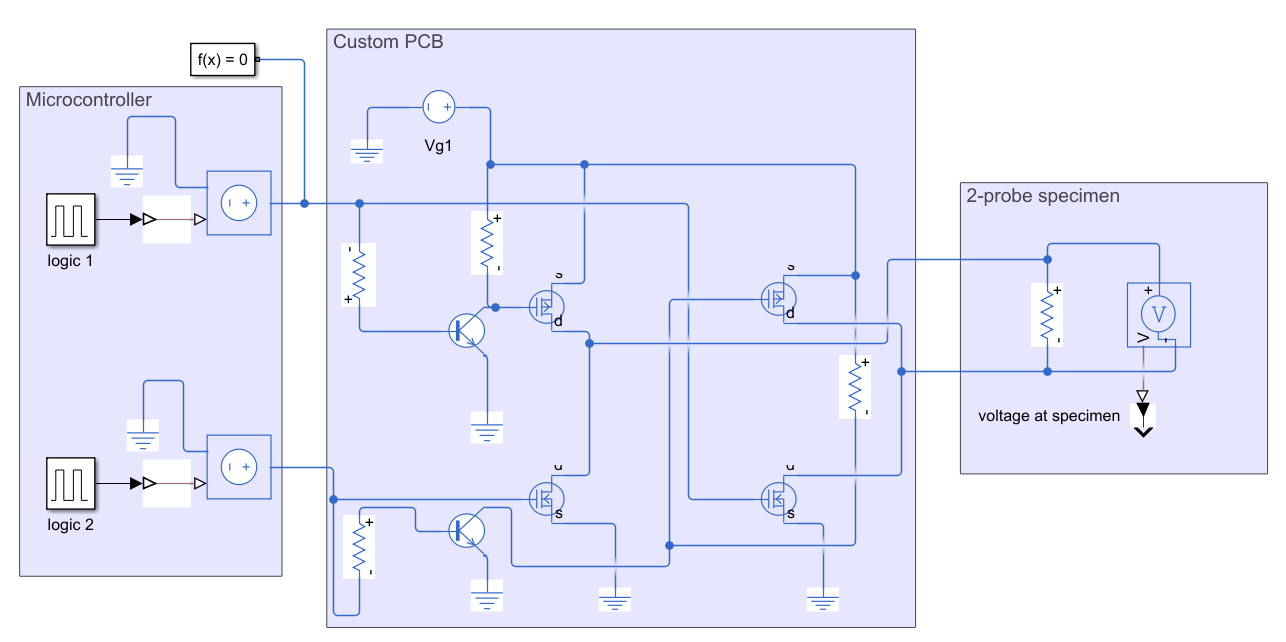 Custom PCB
f(x) = 0
Microcontroller
Vg1
2-probe specimen
logic 1
- +
+ -
- +
s
d
s
d
+ -
+ -
+
V
-
V
voltage at specimen
logic 2
- +
+ -
d
s
d
s